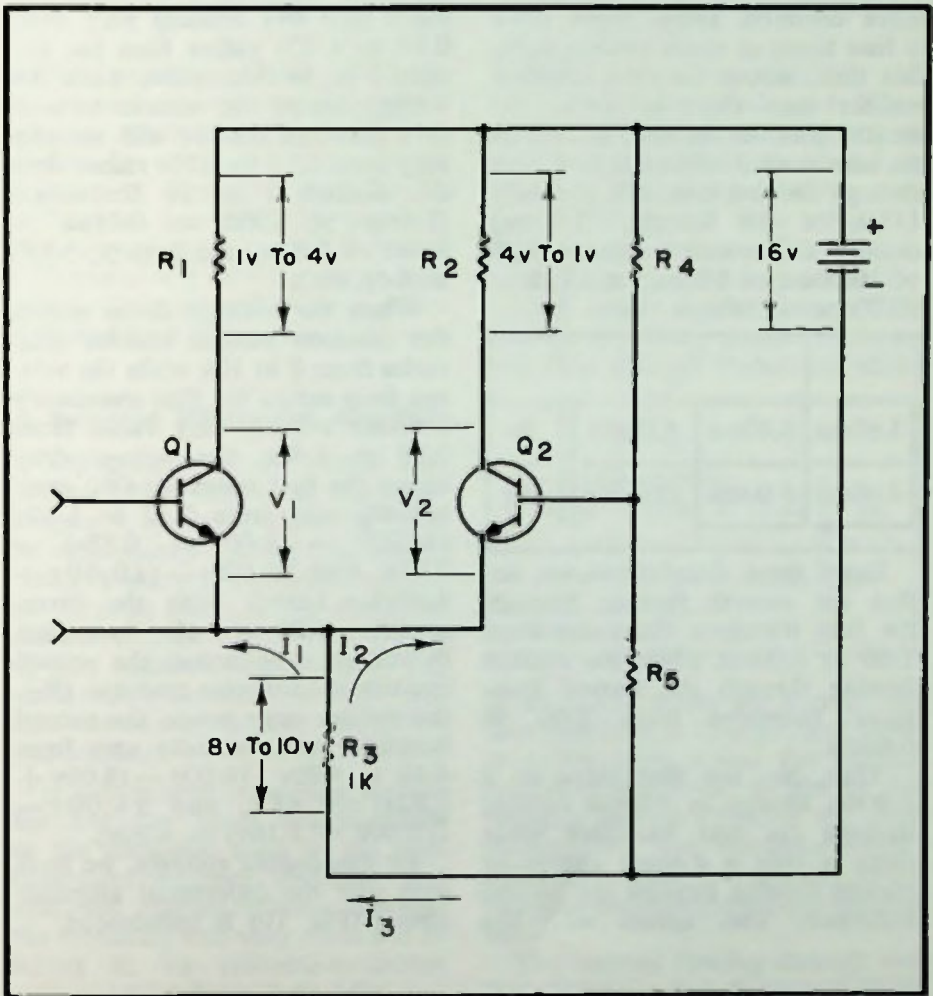 +
R1 1v To 4v R2 4v To 1v R4 16v
-
Q1 Q2
V1 V2
I1 I2
R5
8v To 10v R3
1K
I3